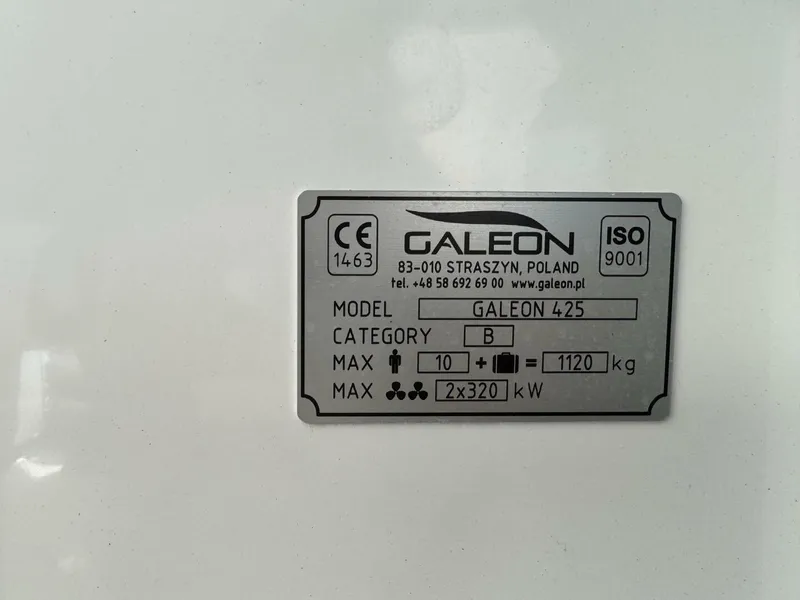 CE
1463
GALEON
ISO
9001
83-010 STRASZYN, POLAND
tel. +48 58 692 69 00 www.galeon.pl
MODEL GALEON 425
CATEGORY B
MAX 10 + = 1120 kg
MAX 2x320 kW